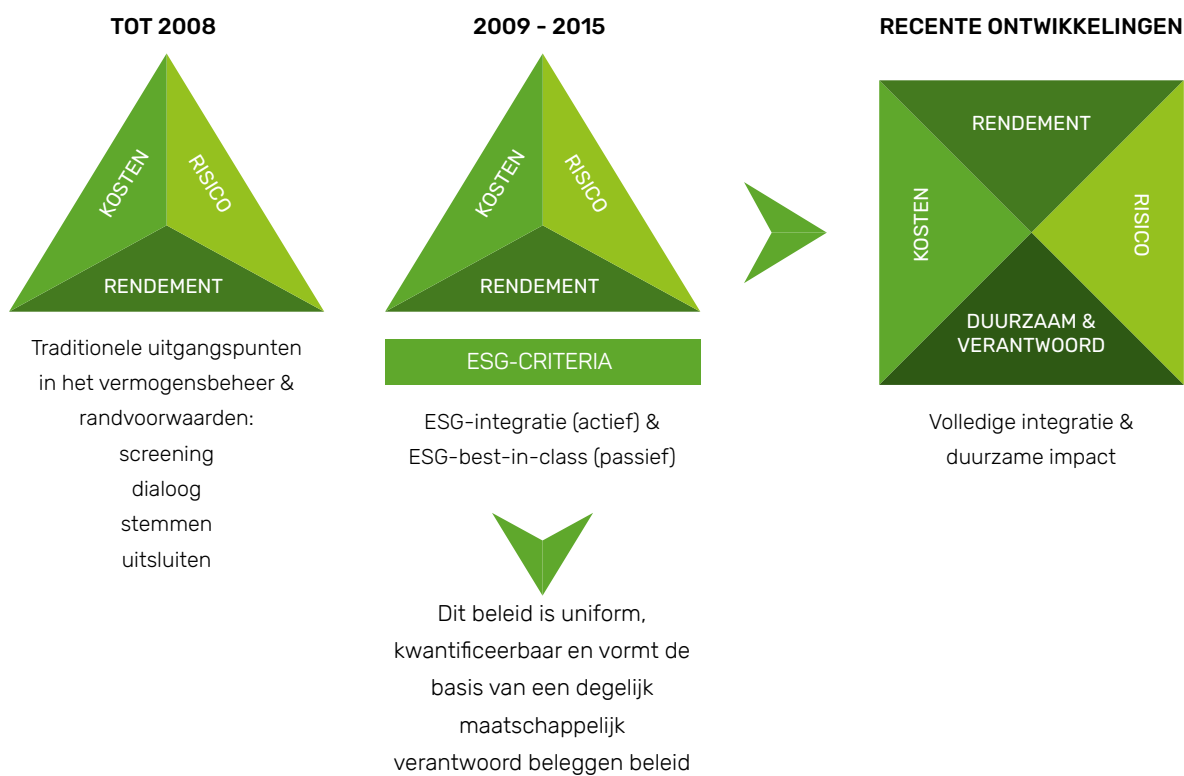 TOT 2008
KOSTEN
RISICO
RENDEMENT
Traditionele uitgangspunten
in het vermogensbeheer &
randvoorwaarden:
screening
dialoog
stemmen
uitsluiten
2009 - 2015
KOSTEN
RISICO
RENDEMENT
ESG-CRITERIA
ESG-integratie (actief) &
ESG-best-in-class (passief)
Dit beleid is uniform,
kwantificeerbaar en vormt de
basis van een degelijk
maatschappelijk
verantwoord beleggen beleid
RECENTE ONTWIKKELINGEN
RENDEMENT
KOSTEN
RISICO
DUURZAAM &
VERANTWOORD
Volledige integratie &
duurzame impact